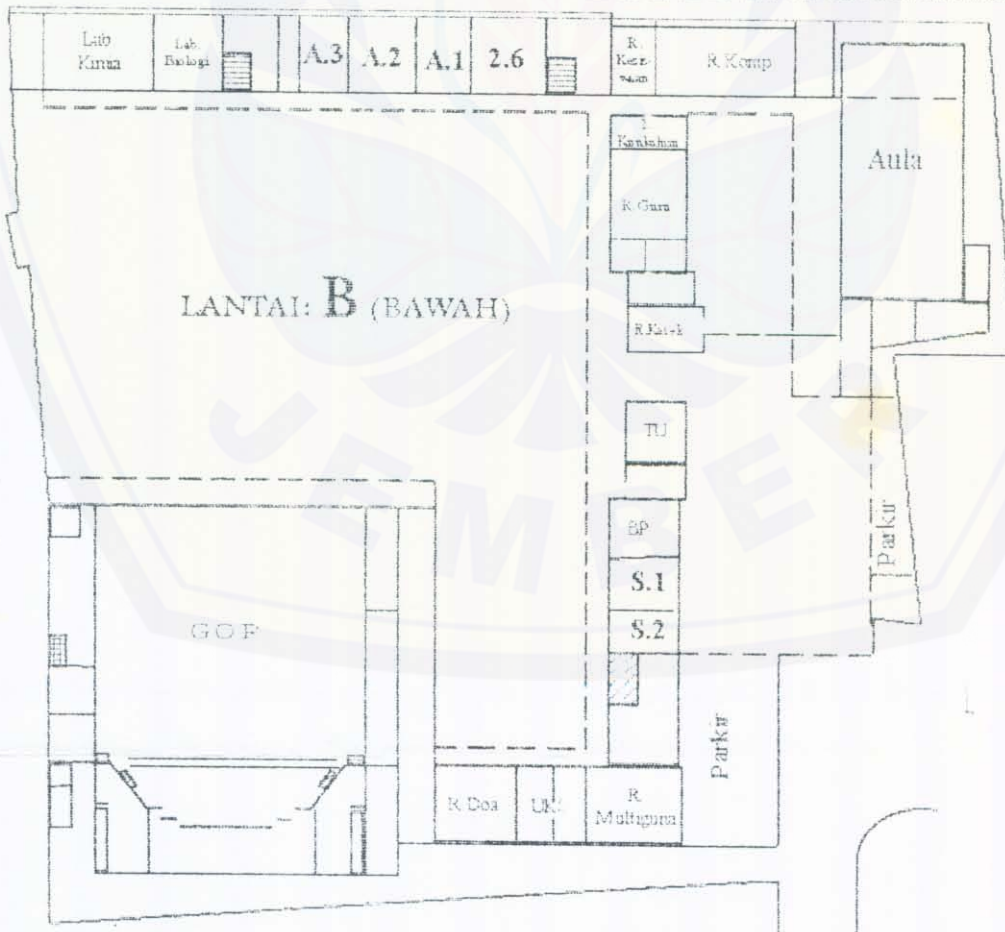 Lab
Kimia
Lab.
Biologi
A.3
A.2
A.1
2.6
R.
R. Komp
R. Guru
Aula
LANTAI: B (BAWAH)
TU
BP
S.1
S.2
Parkir
Parkir
GOR
R. Doa
UKS
R.
Multiguna
JEMBER